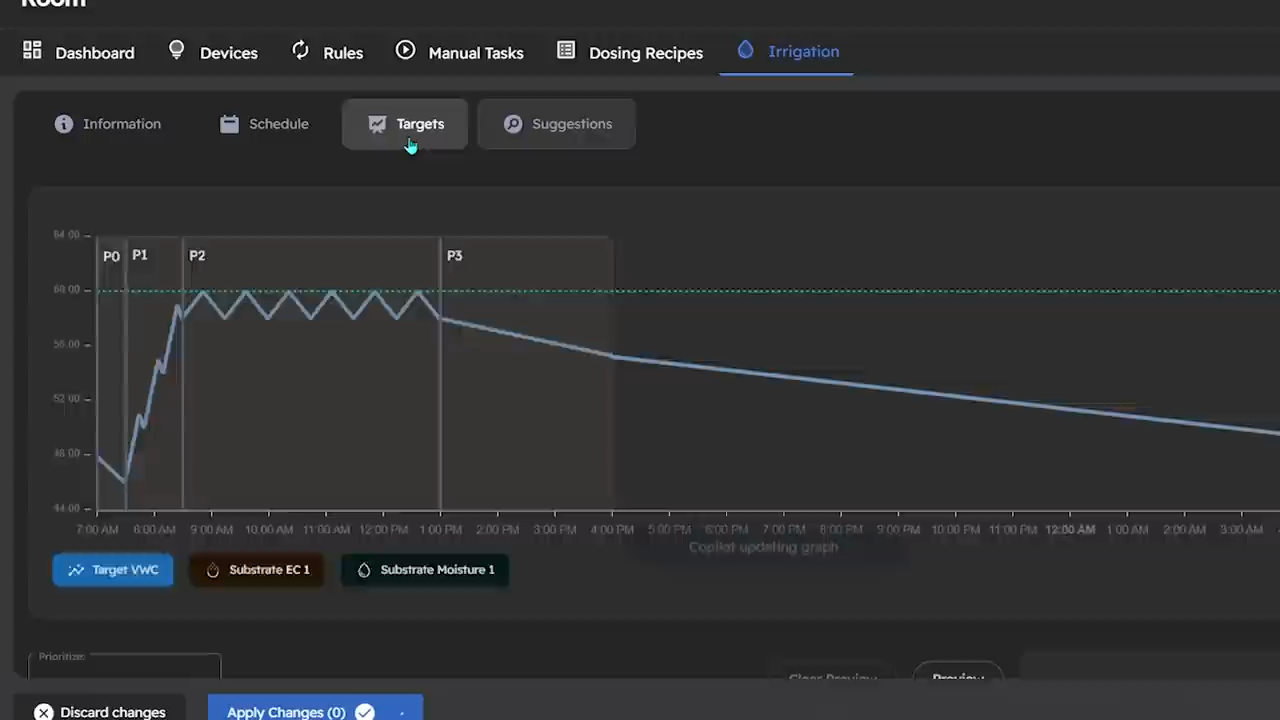 Room
Dashboard Devices Rules Manual Tasks Dosing Recipes Irrigation
Information Schedule Targets Suggestions
64.00
P0 P1 P2 P3
60.00
56.00
52.00
48.00
44.00
7:00 AM 8:00 AM 9:00 AM 10:00 AM 11:00 AM 12:00 PM 1:00 PM 2:00 PM 3:00 PM 4:00 PM 5:00 PM 6:00 PM 7:00 PM 8:00 PM 9:00 PM 10:00 PM 11:00 PM 12:00 AM 1:00 AM 2:00 AM 3:00 AM
Copilot updating graph
Target VWC Substrate EC 1 Substrate Moisture 1
Prioritize:
Clear Preview Preview
Discard changes Apply Changes (0)